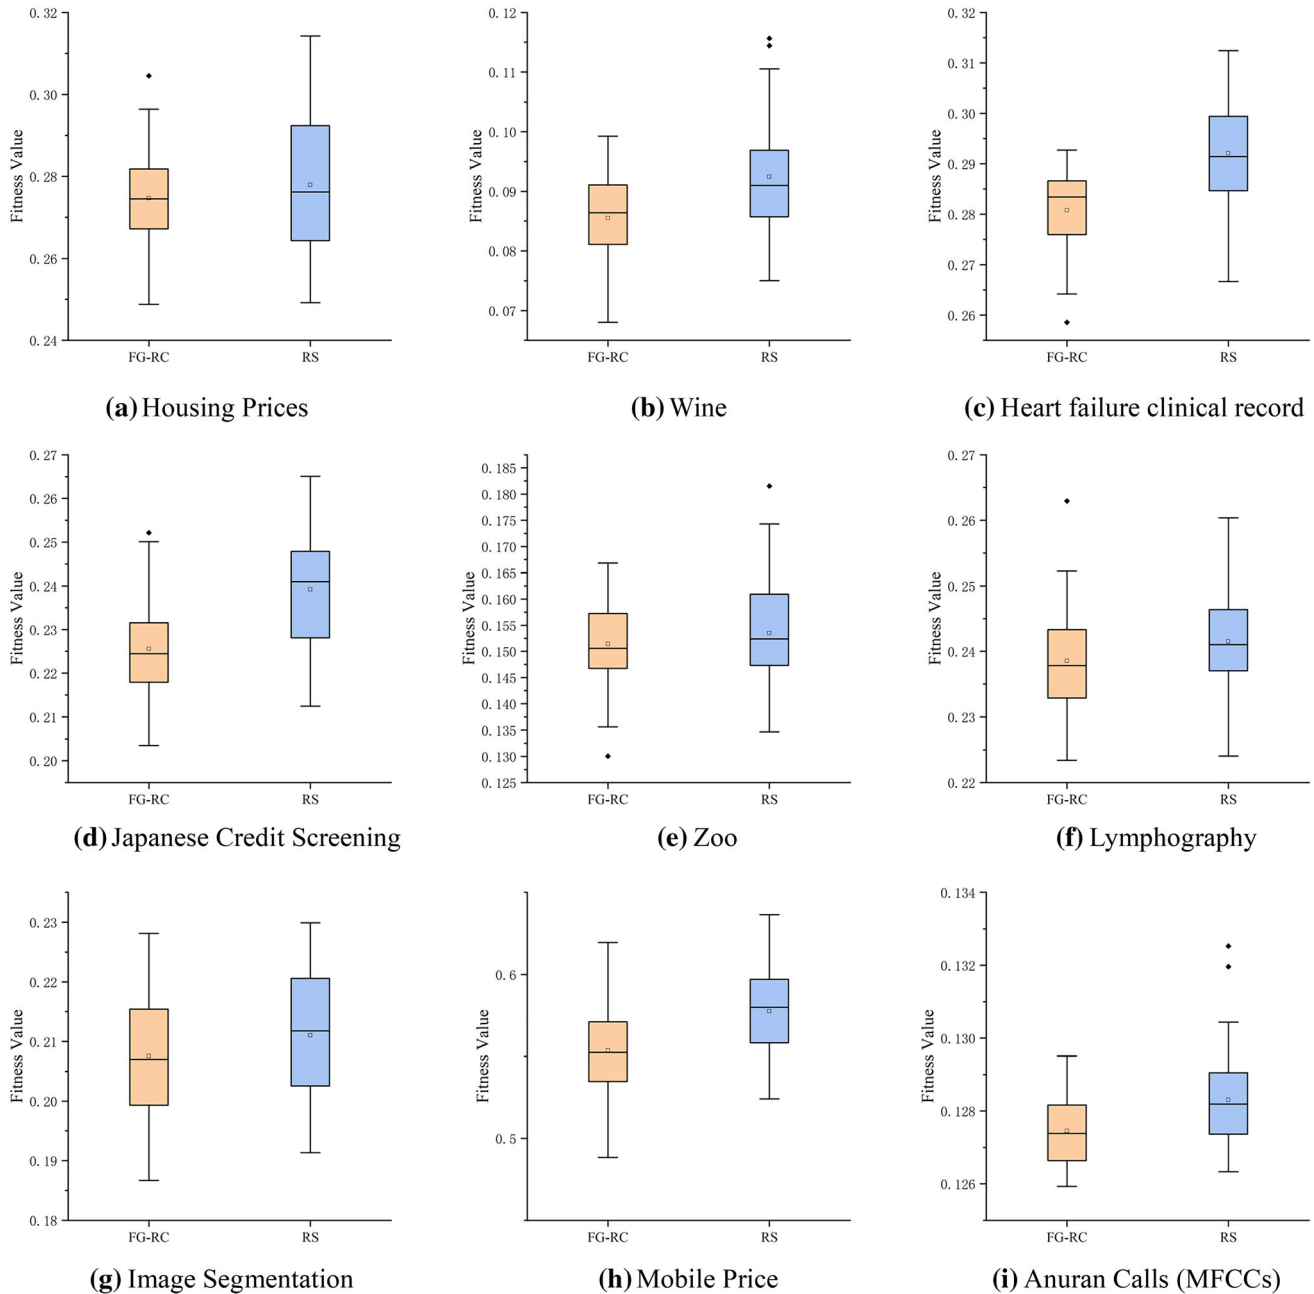 0. 32
0. 30
0. 28
0. 26
0. 24
Fitness Value
FG-RC
RS
(a) Housing Prices
0. 12
0. 11
0. 10
0. 09
0. 08
0. 07
Fitness Value
FG-RC
RS
(b) Wine
0. 32
0. 31
0. 30
0. 29
0. 28
0. 27
0. 26
Fitness Value
FG-RC
RS
(c) Heart failure clinical record
0. 27
0. 26
0. 25
0. 24
0. 23
0. 22
0. 21
0. 20
Fitness Value
FG-RC
RS
(d) Japanese Credit Screening
0. 185
0. 180
0. 175
0. 170
0. 165
0. 160
0. 155
0. 150
0. 145
0. 140
0. 135
0. 130
0. 125
Fitness Value
FG-RC
RS
(e) Zoo
0. 27
0. 26
0. 25
0. 24
0. 23
0. 22
Fitness Value
FG-RC
RS
(f) Lymphography
0. 23
0. 22
0. 21
0. 20
0. 19
0. 18
Fitness Value
FG-RC
RS
(g) Image Segmentation
0. 6
0. 5
Fitness Value
FG-RC
RS
(h) Mobile Price
0. 134
0. 132
0. 130
0. 128
0. 126
Fitness Value
FG-RC
RS
(i) Anuran Calls (MFCCs)